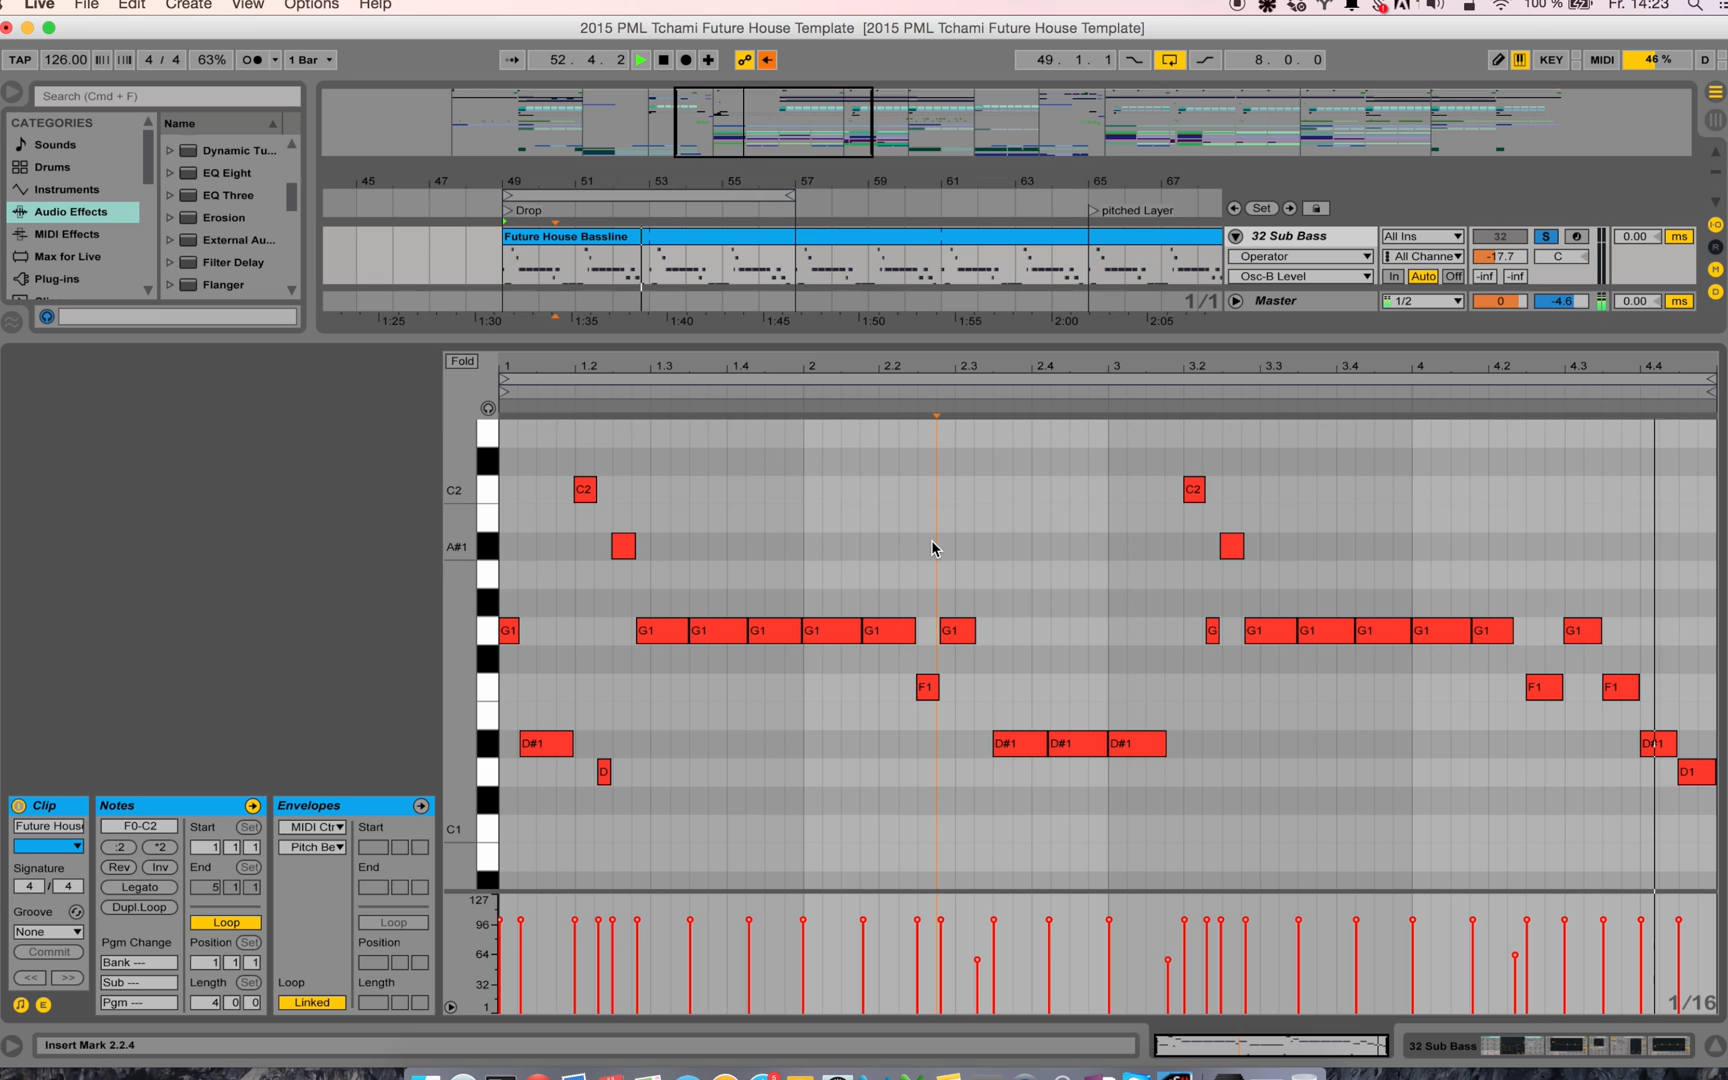 Live File Edit Create View Options Help
100 % Fr. 14:23
2015 PML Tchami Future House Template [2015 PML Tchami Future House Template]
TAP 126.00 4 / 4 63% 1 Bar 52 . 4 . 2 49 . 1 . 1 8 . 0 . 0 KEY MIDI 46 % D
Search (Cmd + F)
CATEGORIES
Sounds
Drums
Instruments
Audio Effects
MIDI Effects
Max for Live
Plug-ins
Name
Dynamic Tu...
EQ Eight
EQ Three
Erosion
External Au...
Filter Delay
Flanger
45 47 49 51 53 55 57 59 61 63 65 67
Drop pitched Layer Set
Future House Bassline
32 Sub Bass All Ins 32 S 0.00 ms
Operator All Channe -17.7 C
Osc-B Level In Auto Off -inf -inf
1/1 Master 1/2 0 -4.6 0.00 ms
1:25 1:30 1:35 1:40 1:45 1:50 1:55 2:00 2:05
I-O
R
M
D
Fold 1 1.2 1.3 1.4 2 2.2 2.3 2.4 3 3.2 3.3 3.4 4 4.2 4.3 4.4
C2 C2 C2
A#1
G1 G1 G1 G1 G1 G1 G1 G G1 G1 G1 G1 G1 G1
F1 F1 F1
D#1 D#1 D#1 D#1 D#1
D D1
C1
Clip
Future Hous
Signature
4 / 4
Groove
None
Commit
<< >>
E
Notes
F0-C2
:2 *2
Rev Inv
Legato
Dupl.Loop
Pgm Change
Bank ---
Sub ---
Pgm ---
Start Set
1 1 1
End Set
5 1 1
Loop
Position Set
1 1 1
Length Set
4 0 0
Envelopes
MIDI Ctr
Pitch Be
Loop
Linked
Start
End
Loop
Position
Length
127
96
64
32
1
1/16
Insert Mark 2.2.4
32 Sub Bass